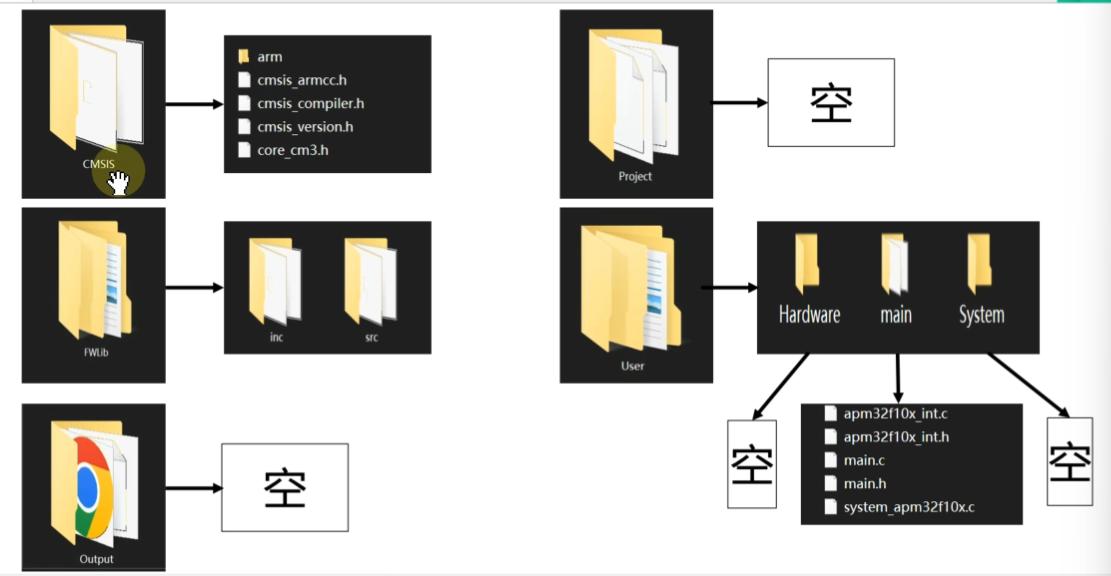 CMSIS
arm
cmsis_armcc.h
cmsis_compiler.h
cmsis_version.h
core_cm3.h
Project
空
FWLib
inc
src
User
Hardware
main
System
Output
空
空
apm32f10x_int.c
apm32f10x_int.h
main.c
main.h
system_apm32f10x.c
空